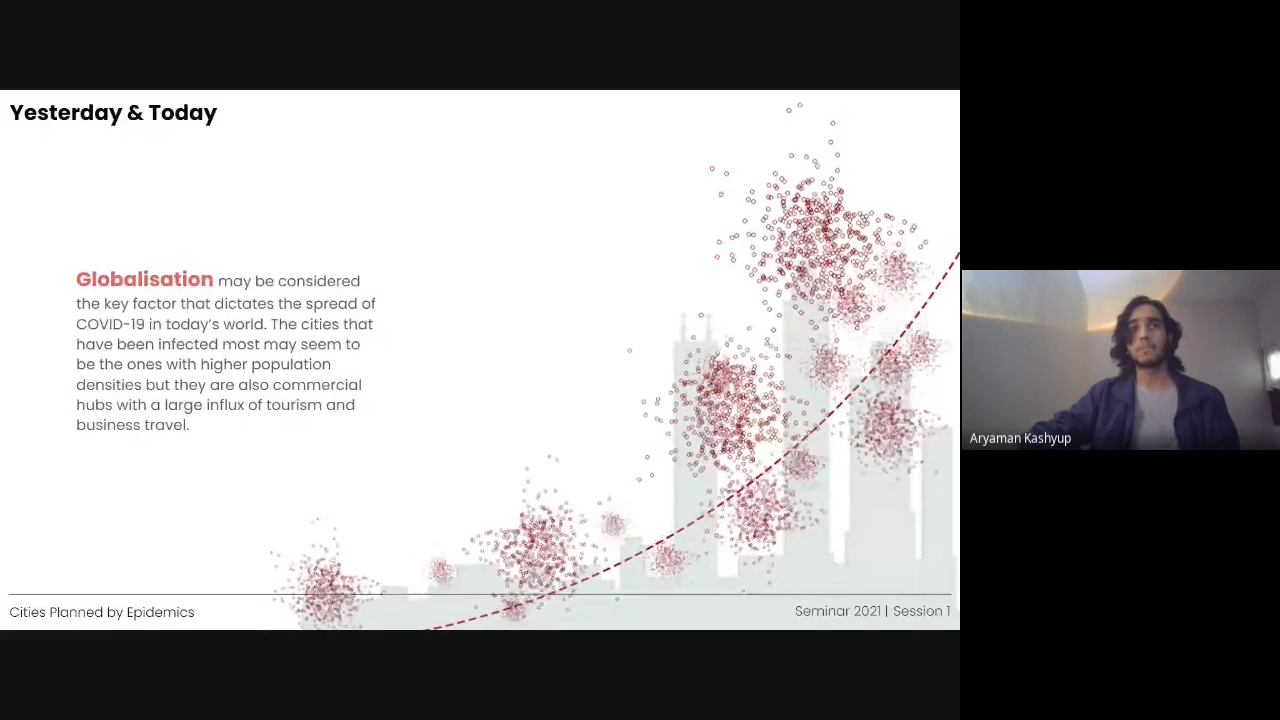 Yesterday & Today
Globalisation may be considered
the key factor that dictates the spread of
COVID-19 in today's world. The cities that
have been infected most may seem to
be the ones with higher population
densities but they are also commercial
hubs with a large influx of tourism and
business travel.
Cities Planned by Epidemics
Seminar 2021 | Session 1
Aryaman Kashyup